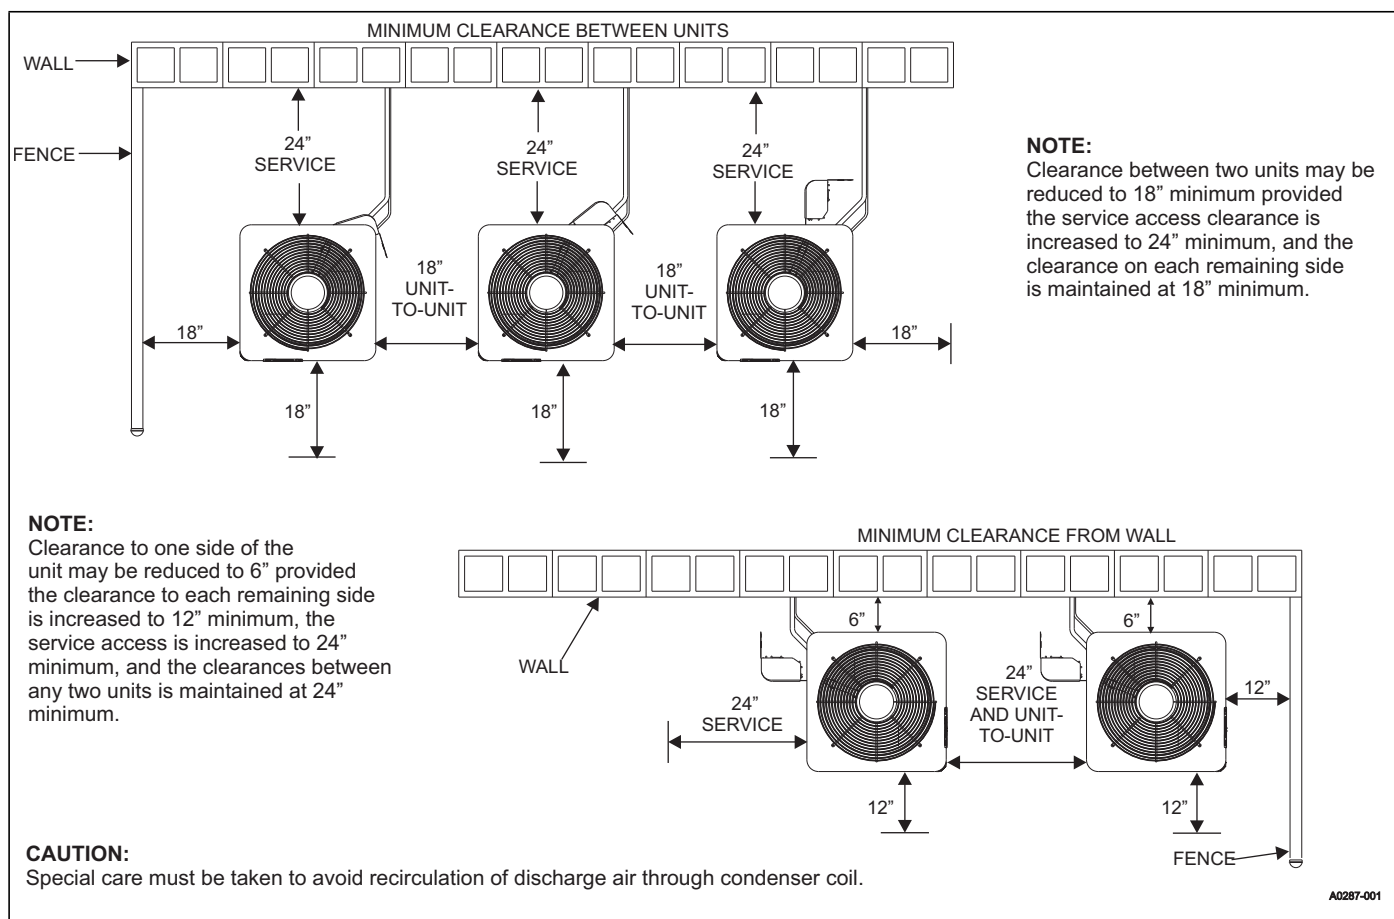 MINIMUM CLEARANCE BETWEEN UNITS
WALL
FENCE
24”
SERVICE
24”
SERVICE
24”
SERVICE
18”
UNIT-
TO-UNIT
18”
UNIT-
TO-UNIT
18”
18”
18”
18”
18”
NOTE:
Clearance between two units may be
reduced to 18” minimum provided
the service access clearance is
increased to 24” minimum, and the
clearance on each remaining side
is maintained at 18” minimum.
NOTE:
Clearance to one side of the
unit may be reduced to 6” provided
the clearance to each remaining side
is increased to 12” minimum, the
service access is increased to 24”
minimum, and the clearances between
any two units is maintained at 24”
minimum.
MINIMUM CLEARANCE FROM WALL
WALL
6”
6”
24”
SERVICE
24”
SERVICE
AND UNIT-
TO-UNIT
12”
12”
12”
FENCE
CAUTION:
Special care must be taken to avoid recirculation of discharge air through condenser coil.
A0287-001